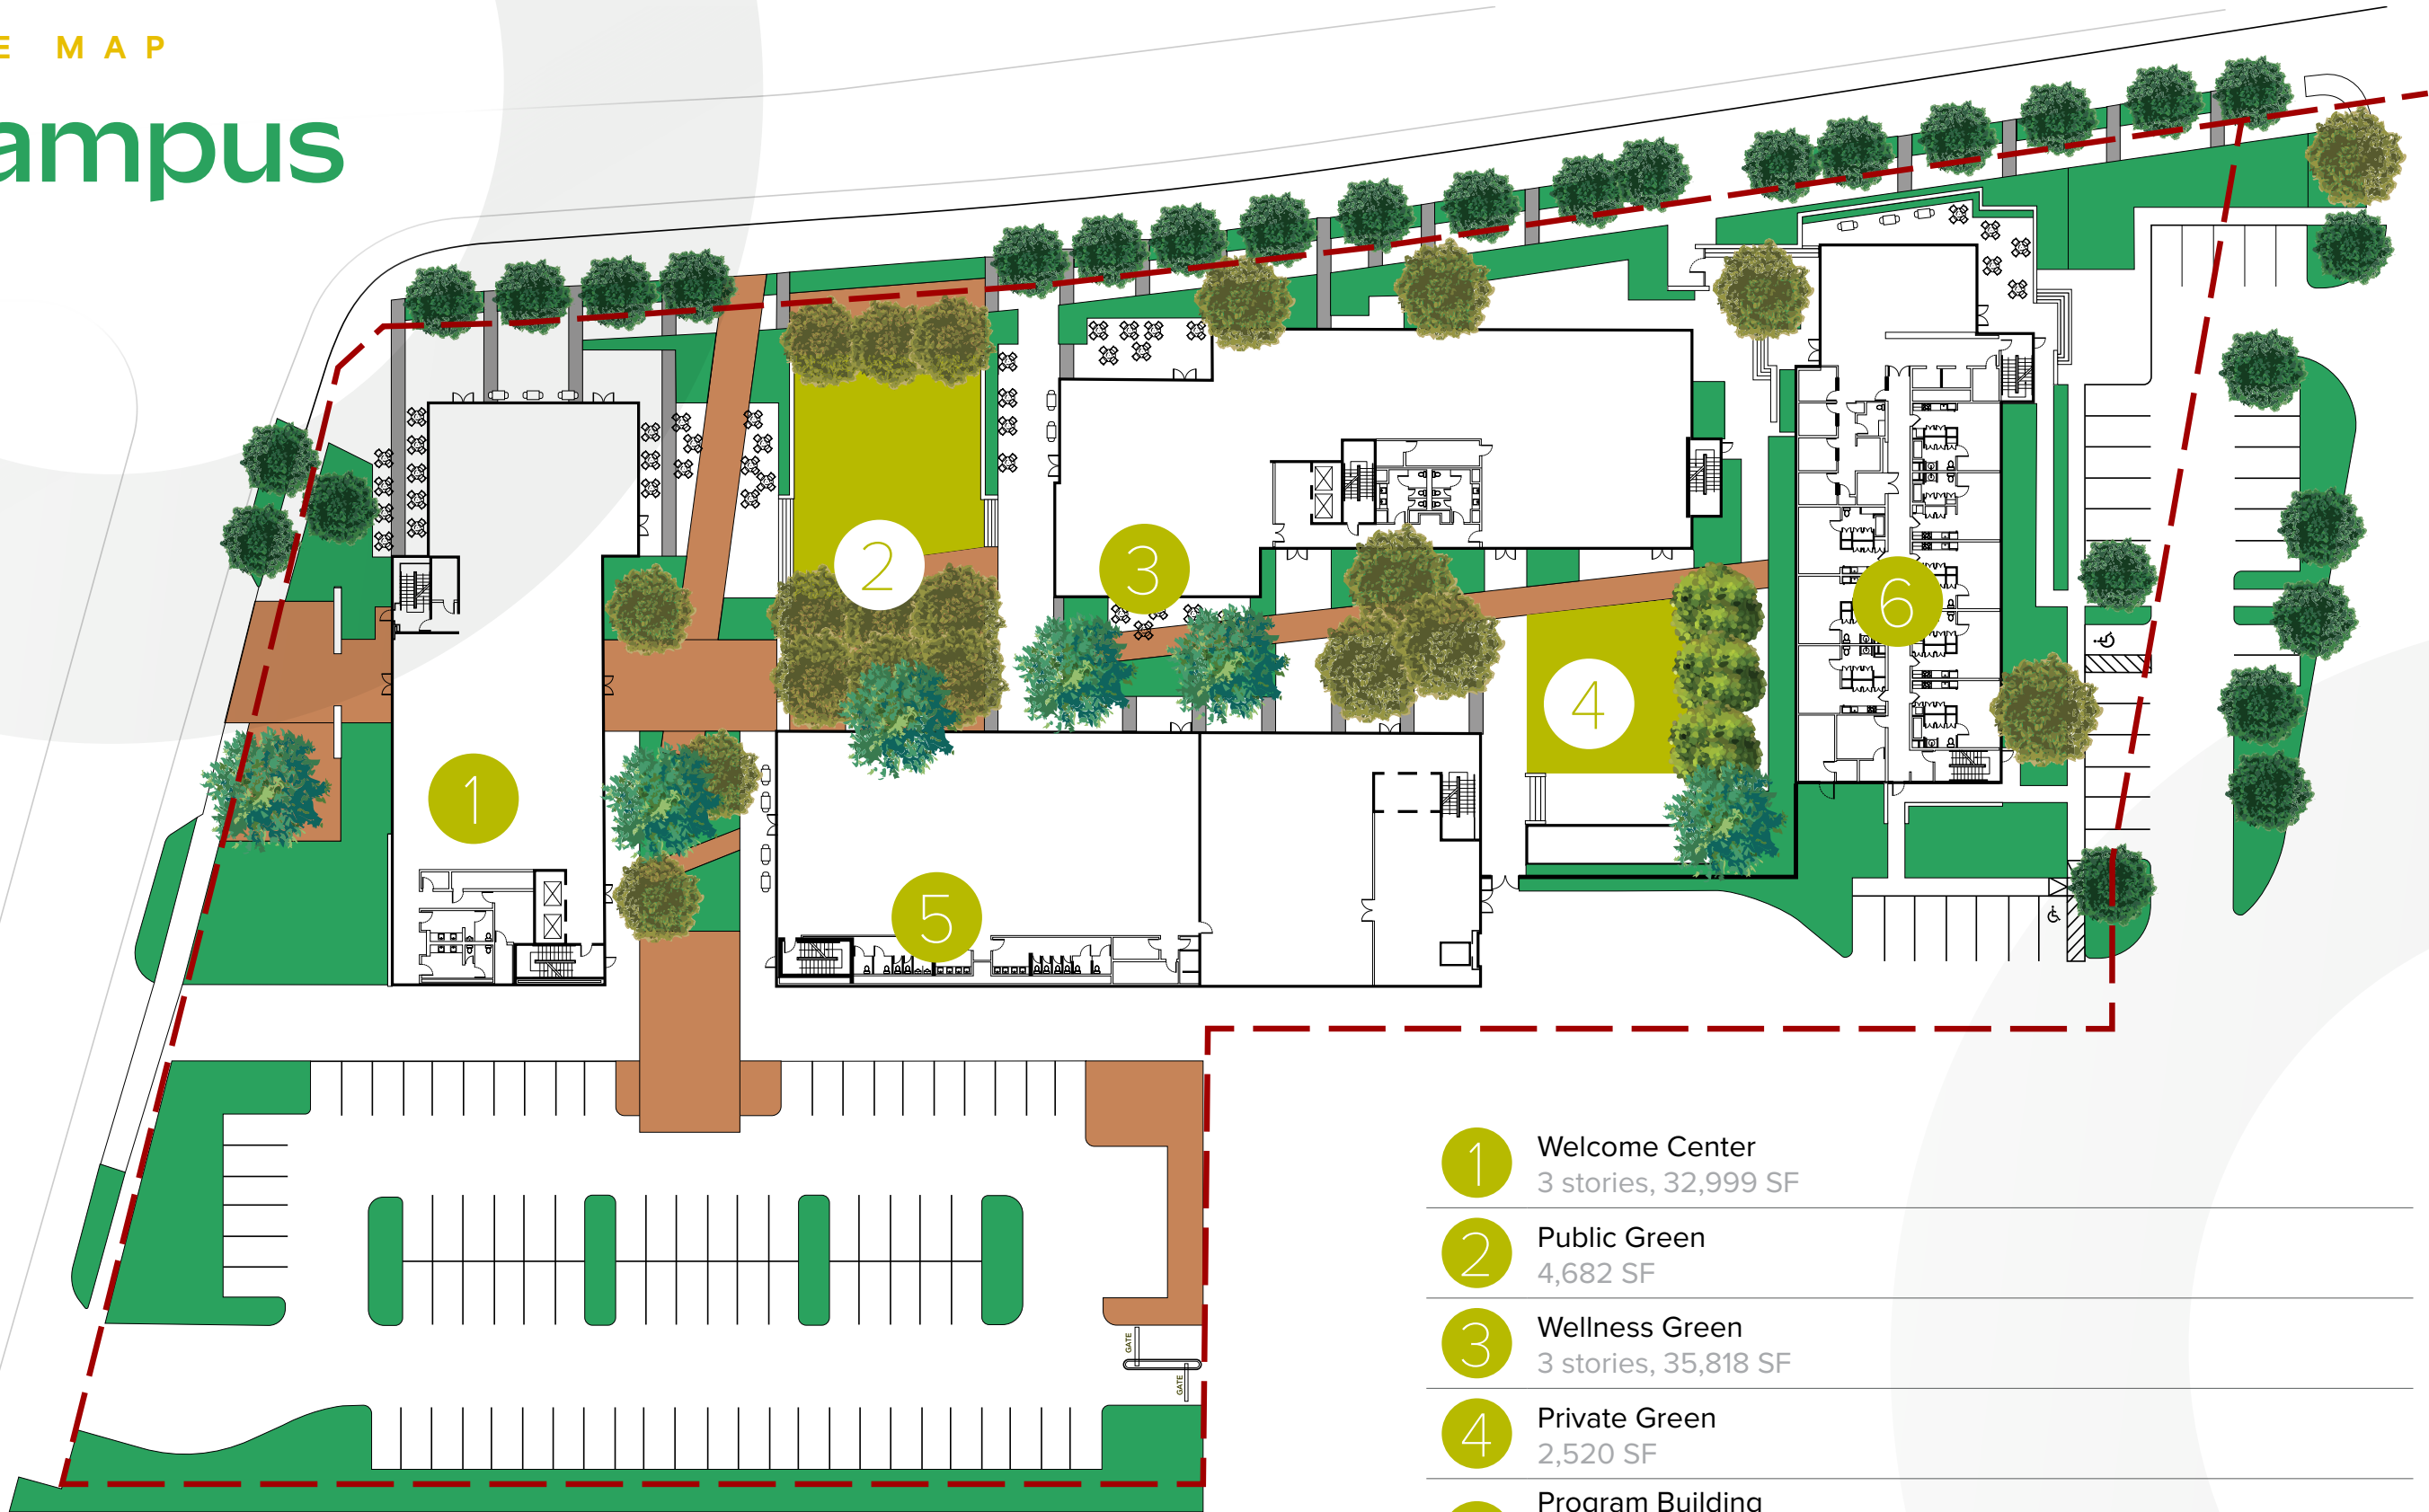 E MAP
ampus
1
2
3
4
5
6
GATE
GATE
1 Welcome Center
3 stories, 32,999 SF
2 Public Green
4,682 SF
3 Wellness Green
3 stories, 35,818 SF
4 Private Green
2,520 SF
Program Building